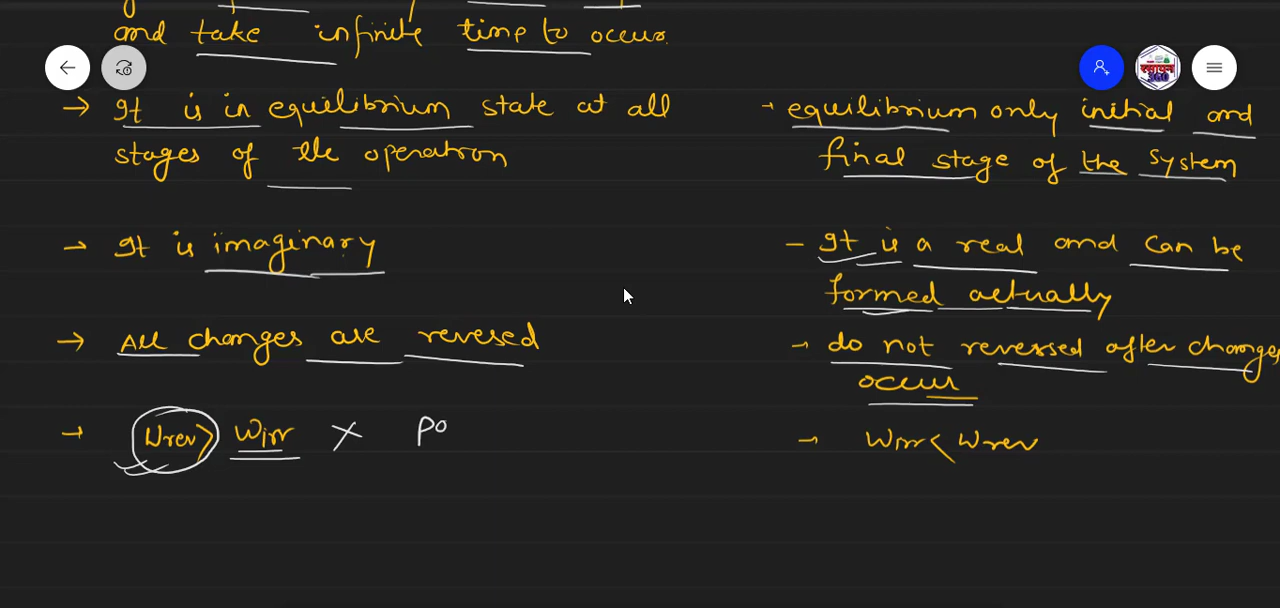 and take infinite time to occur.
→ It is in equilibrium state at all
stages of the operation
→ It is imaginary
→ All changes are revesed
→ Wrev > Wirr × Po
- equilibrium only initial and
final stage of the system
- It is a real and can be
formed actually
- do not reversed after changes
occur
→ Wirr < Wrev
360